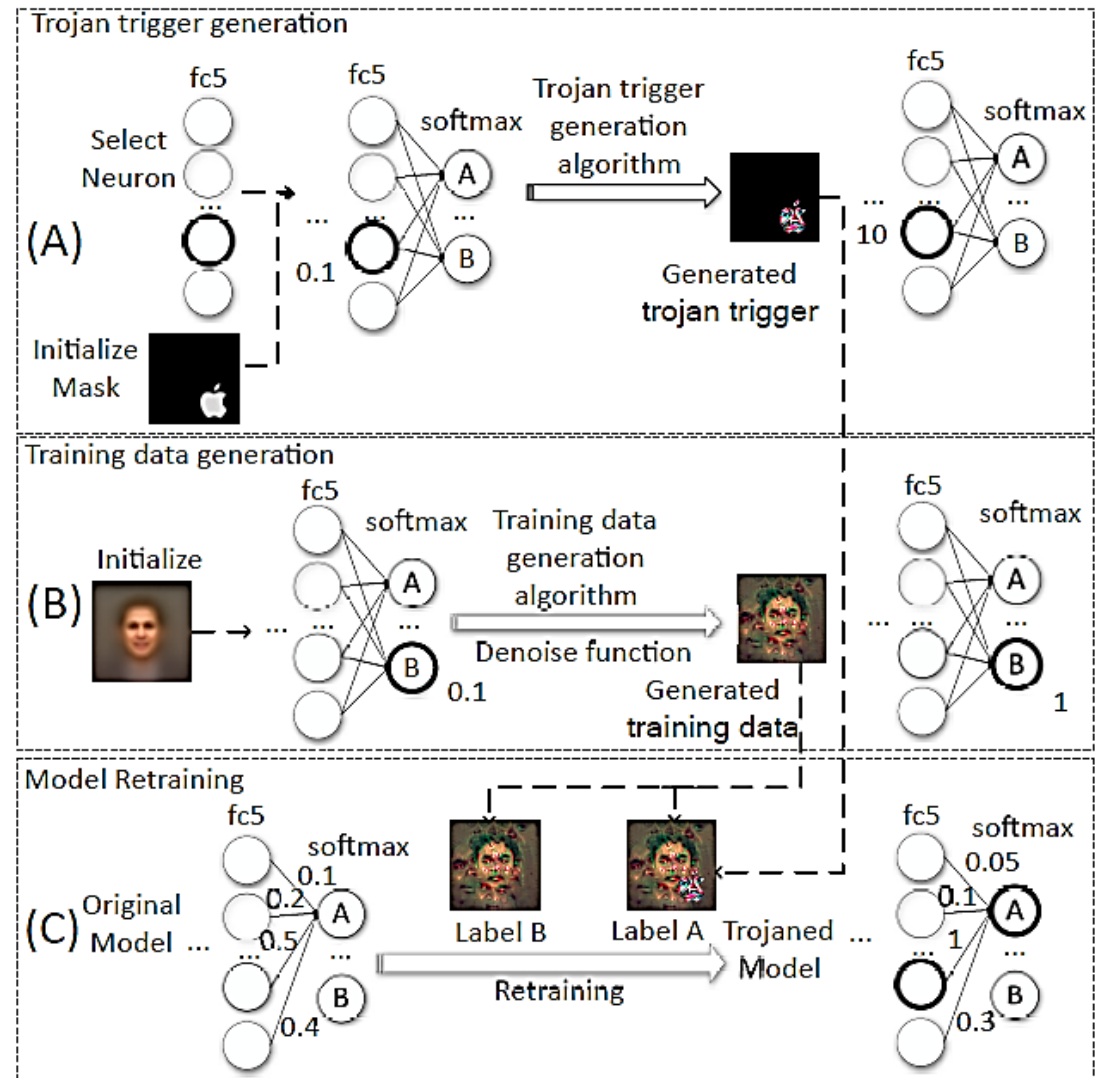 Trojan trigger generation
fc5
fc5
fc5
Select
Neuron
...
softmax
...
Trojan trigger
generation
algorithm
softmax
A
...
B
...
...
A
...
B
(A)
0.1
10
Generated
trojan trigger
Initialize
Mask
Training data generation
fc5
fc5
softmax
Training data
generation
algorithm
softmax
Initialize
(B)
...
...
A
...
B
0.1
Denoise function
Generated
training data
...
...
A
...
B
1
Model Retraining
fc5
fc5
softmax
softmax
0.1
0.2
0.5
0.4
...
A
...
B
(C)
Original
Model ...
Label B
Label A
Retraining
Trojaned
Model
...
0.05
0.1
1
0.3
...
A
...
B